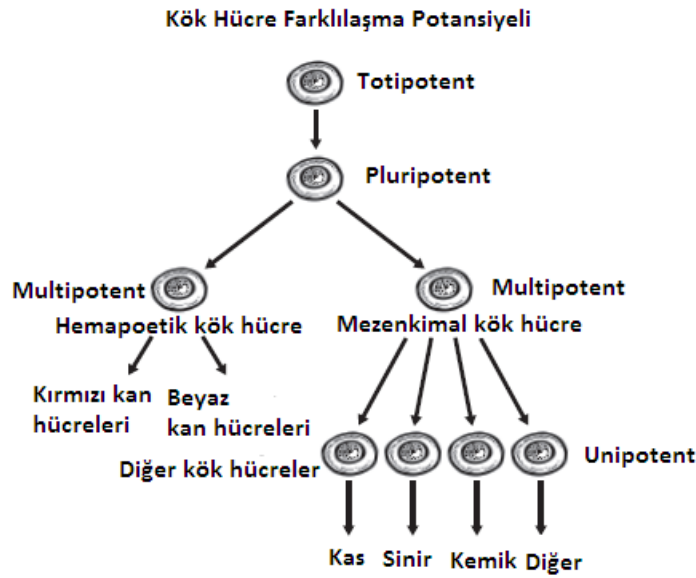 Kök Hücre Farklılaşma Potansiyeli
Totipotent
Pluripotent
Multipotent
Hemapoetik kök hücre
Multipotent
Mezenkimal kök hücre
Kırmızı kan
hücreleri
Beyaz
kan hücreleri
Diğer kök hücreler
Unipotent
Kas
Sinir
Kemik
Diğer